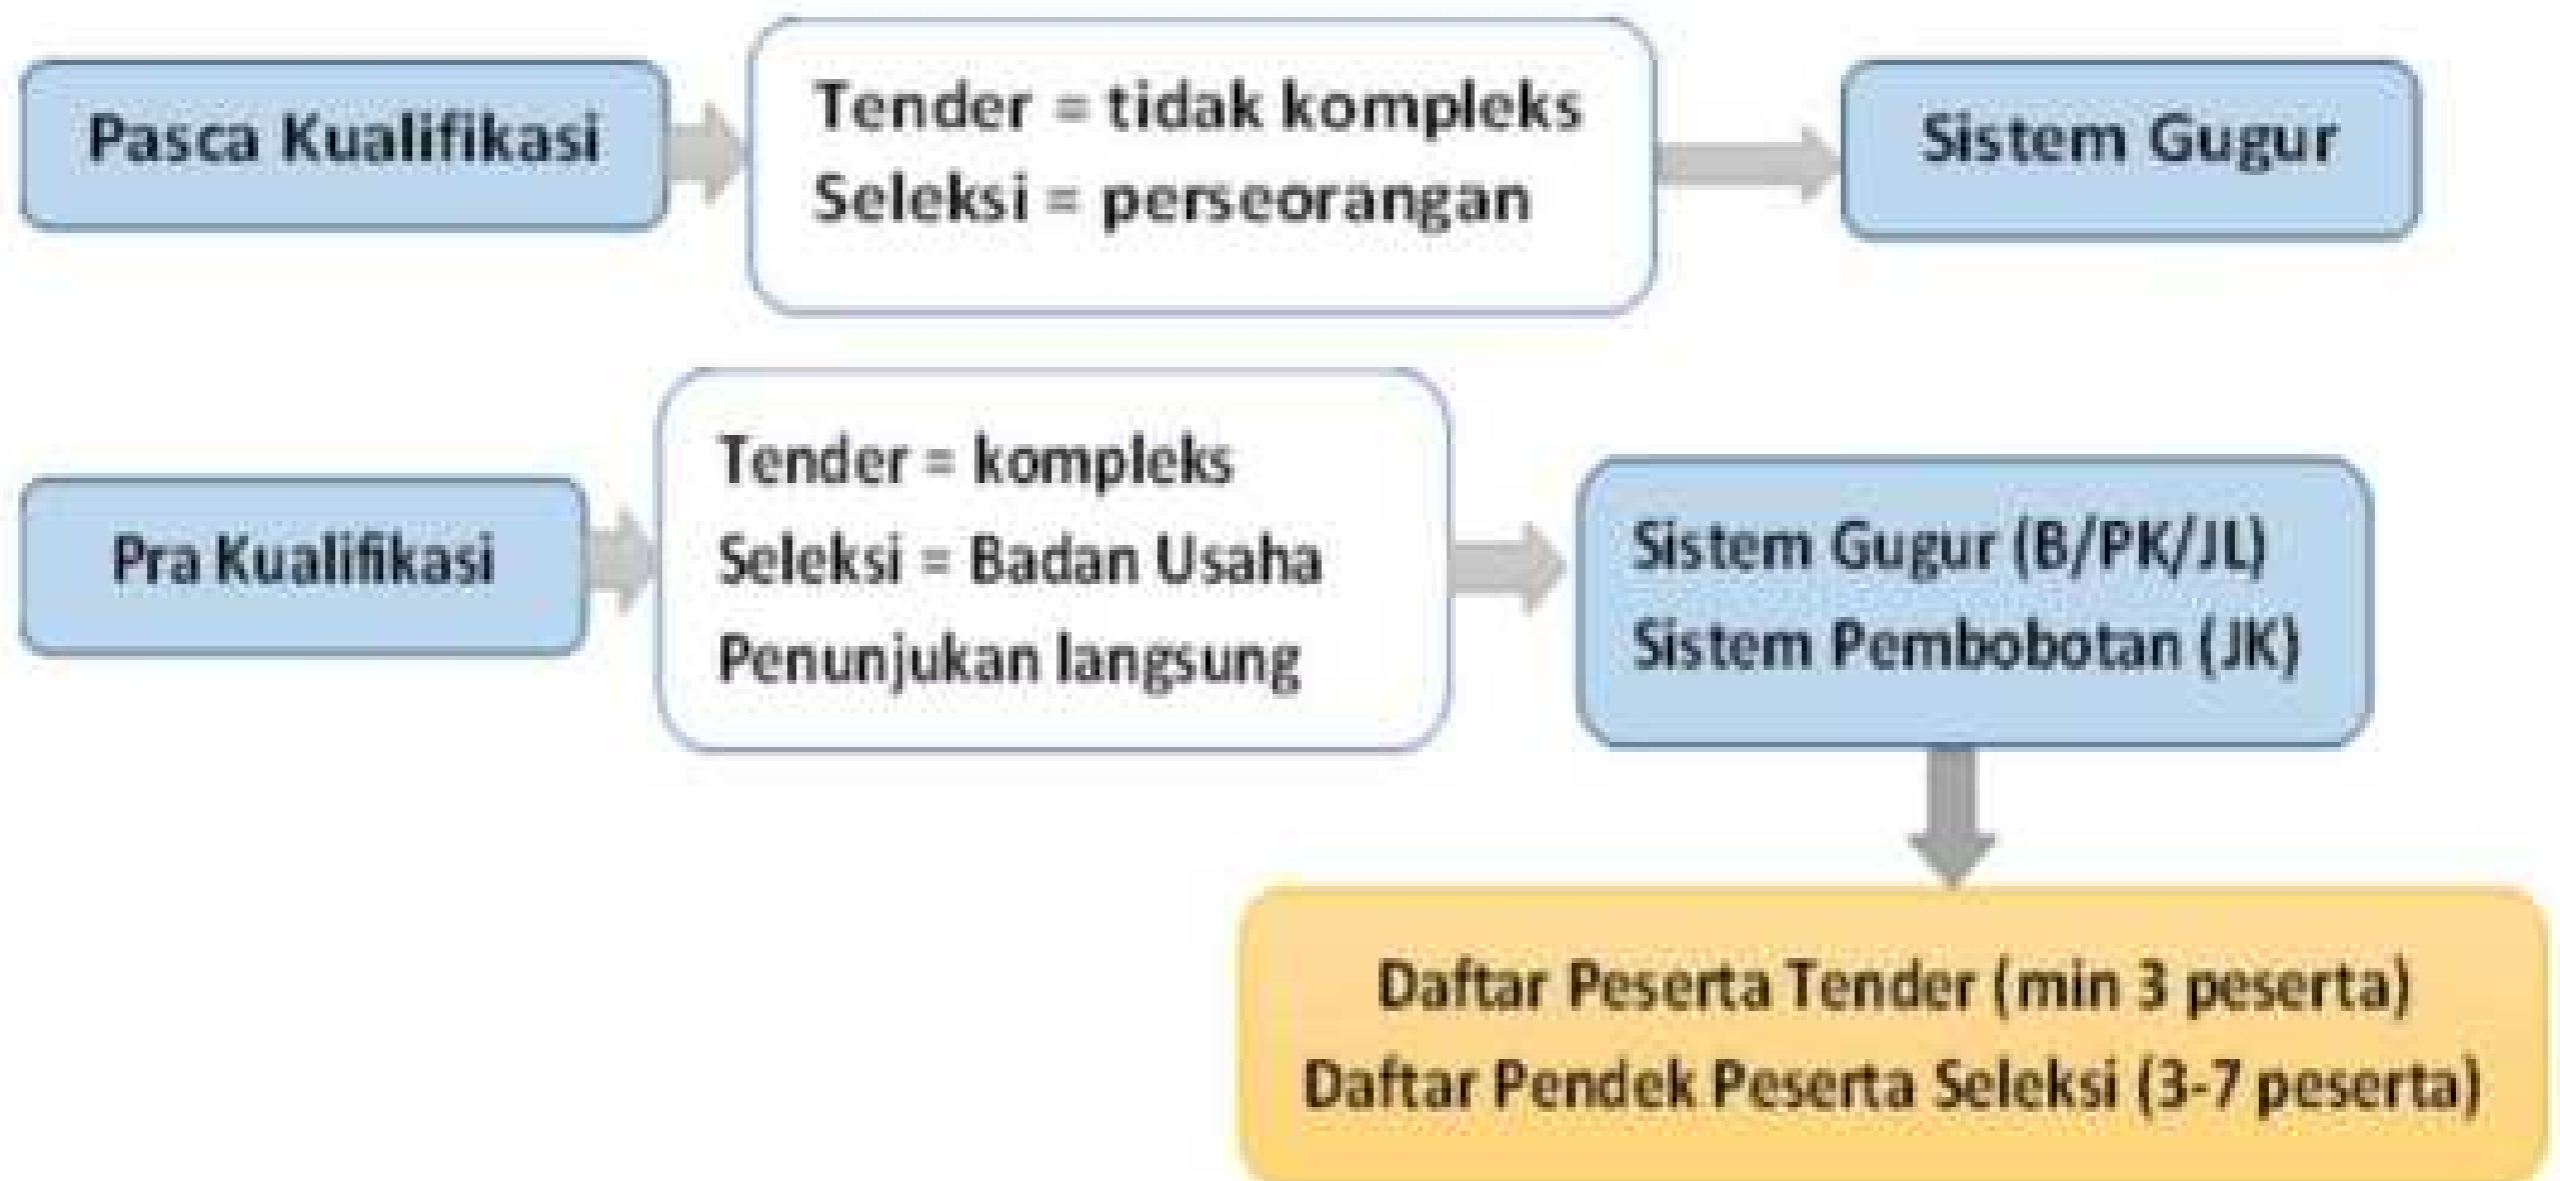 Pasca Kualifikasi
Tender = tidak kompleks
Seleksi = perseorangan
Sistem Gugur
Pra Kualifikasi
Tender = kompleks
Seleksi = Badan Usaha
Penunjukan langsung
Sistem Gugur (B/PK/JL)
Sistem Pembobotan (JK)
Daftar Peserta Tender (min 3 peserta)
Daftar Pendek Peserta Seleksi (3-7 peserta)